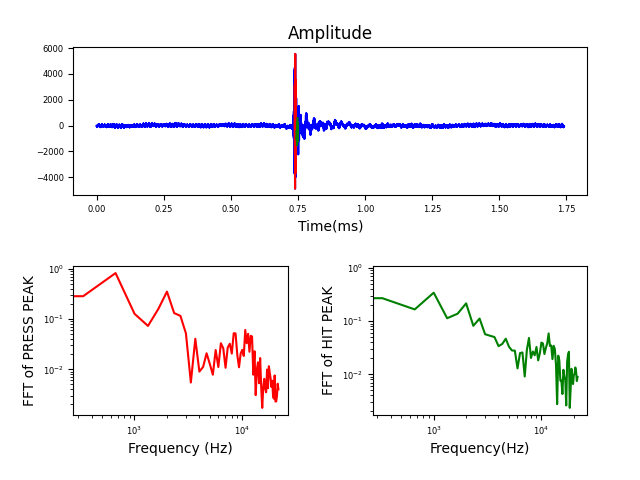 Amplitude
6000
4000
2000
0
−2000
−4000
0.00 0.25 0.50 0.75 1.00 1.25 1.50 1.75
Time(ms)
FFT of PRESS PEAK
10⁰
10⁻¹
10⁻²
10³ 10⁴
Frequency (Hz)
FFT of HIT PEAK
10⁰
10⁻¹
10⁻²
10³ 10⁴
Frequency(Hz)